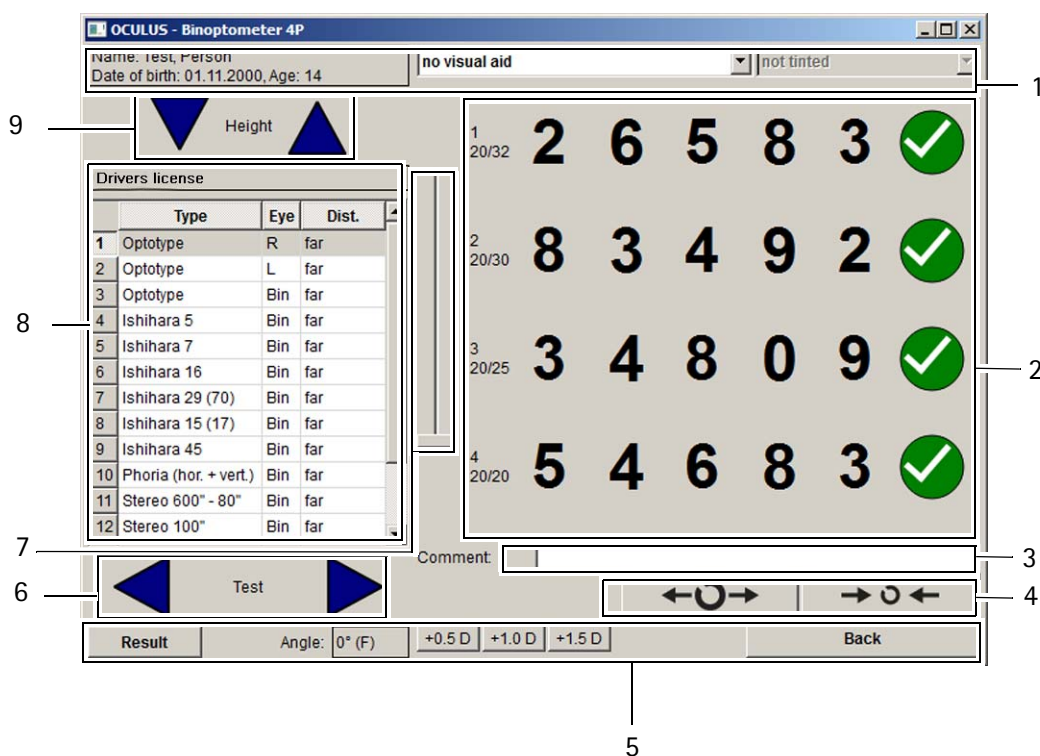 OCULUS - Binoptometer 4P
Name: Test, Person
Date of birth: 01.11.2000, Age: 14
no visual aid
not tinted
1
9
Height
1
20/32
2 6 5 8 3
Drivers license
Type Eye Dist.
1 Optotype R far
2 Optotype L far
3 Optotype Bin far
4 Ishihara 5 Bin far
5 Ishihara 7 Bin far
6 Ishihara 16 Bin far
7 Ishihara 29 (70) Bin far
8 Ishihara 15 (17) Bin far
9 Ishihara 45 Bin far
10 Phoria (hor. + vert.) Bin far
11 Stereo 600" - 80" Bin far
12 Stereo 100" Bin far
8
2
20/30
8 3 4 9 2
3
20/25
3 4 8 0 9
2
4
20/20
5 4 6 8 3
7
Comment:
3
6
Test
4
Result
Angle: 0° (F)
+0.5 D +1.0 D +1.5 D
Back
5